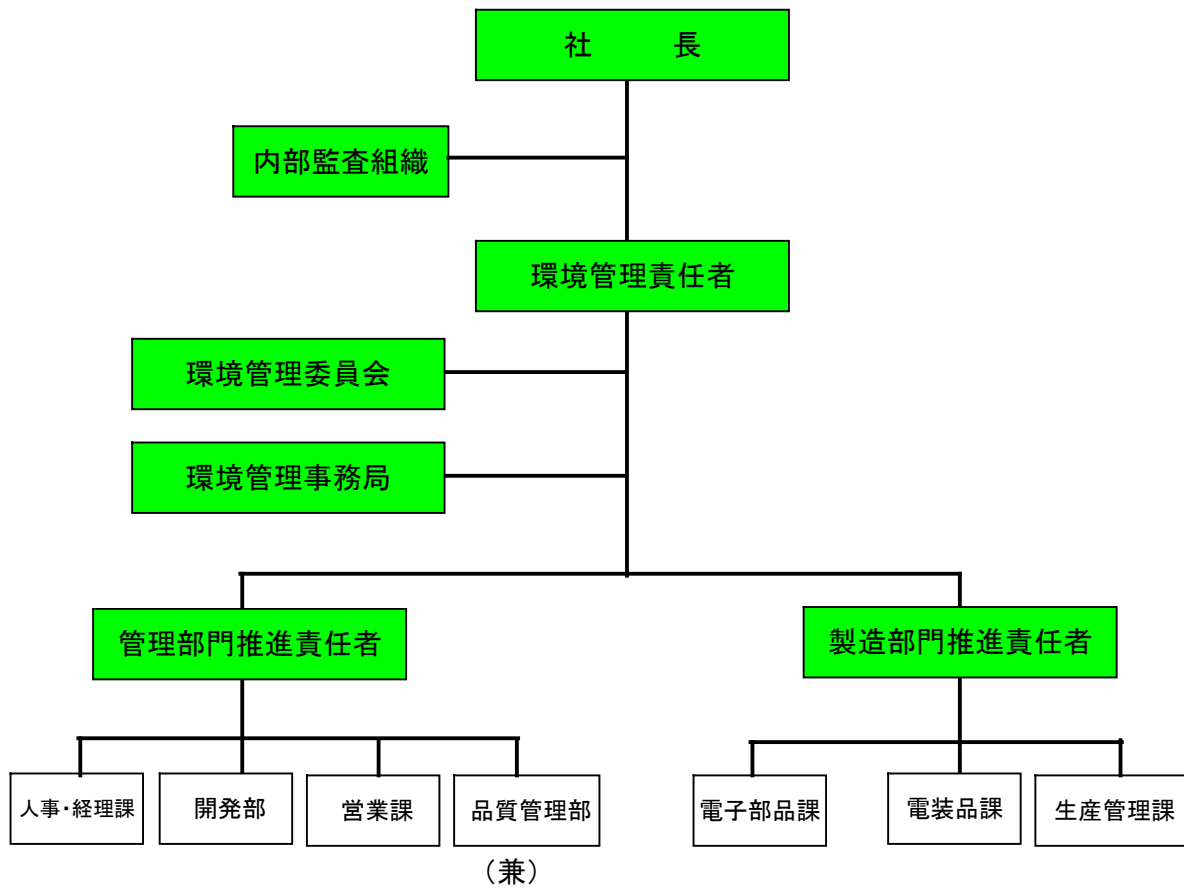 社　　長
内部監査組織
環境管理責任者
環境管理委員会
環境管理事務局
管理部門推進責任者
製造部門推進責任者
人事・経理課
開発部
営業課
品質管理部
（兼）
電子部品課
電装品課
生産管理課